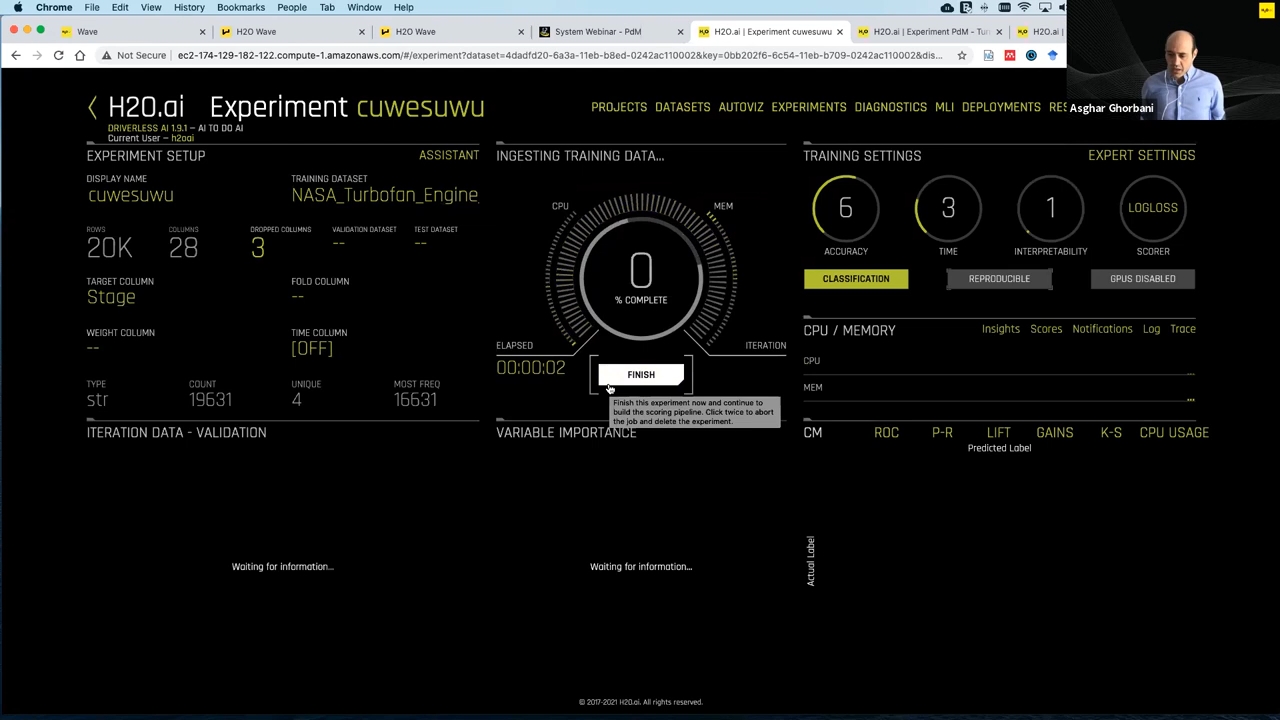 Chrome File Edit View History Bookmarks People Tab Window Help
Wave
H2O Wave
H2O Wave
System Webinar - PdM
H2O.ai | Experiment cuwesuwu
H2O.ai | Experiment PdM - Tun
H2O.ai |
Not Secure ec2-174-129-182-122.compute-1.amazonaws.com/#/experiment?dataset=4dadfd20-6a3a-11eb-b8ed-0242ac110002&key=0bb202f6-6c54-11eb-b709-0242ac110002&dis...
Asghar Ghorbani
H2O.ai Experiment cuwesuwu
DRIVERLESS AI 1.9.1 – AI TO DO AI
Current User – h2oai
PROJECTS DATASETS AUTOVIZ EXPERIMENTS DIAGNOSTICS MLI DEPLOYMENTS RES
EXPERIMENT SETUP ASSISTANT
DISPLAY NAME TRAINING DATASET
cuwesuwu NASA_Turbofan_Engine_
ROWS COLUMNS DROPPED COLUMNS VALIDATION DATASET TEST DATASET
20K 28 3 -- --
TARGET COLUMN FOLD COLUMN
Stage --
WEIGHT COLUMN TIME COLUMN
-- [OFF]
TYPE COUNT UNIQUE MOST FREQ
str 19631 4 16631
INGESTING TRAINING DATA...
CPU MEM
0
% COMPLETE
ELAPSED ITERATION
00:00:02
FINISH
Finish this experiment now and continue to
build the scoring pipeline. Click twice to abort
the job and delete the experiment.
TRAINING SETTINGS EXPERT SETTINGS
6 3 1 LOGLOSS
ACCURACY TIME INTERPRETABILITY SCORER
CLASSIFICATION REPRODUCIBLE GPUS DISABLED
CPU / MEMORY Insights Scores Notifications Log Trace
CPU
MEM
ITERATION DATA - VALIDATION
Waiting for information...
VARIABLE IMPORTANCE
Waiting for information...
CM ROC P-R LIFT GAINS K-S CPU USAGE
Predicted Label
Actual Label
© 2017-2021 H2O.ai. All rights reserved.